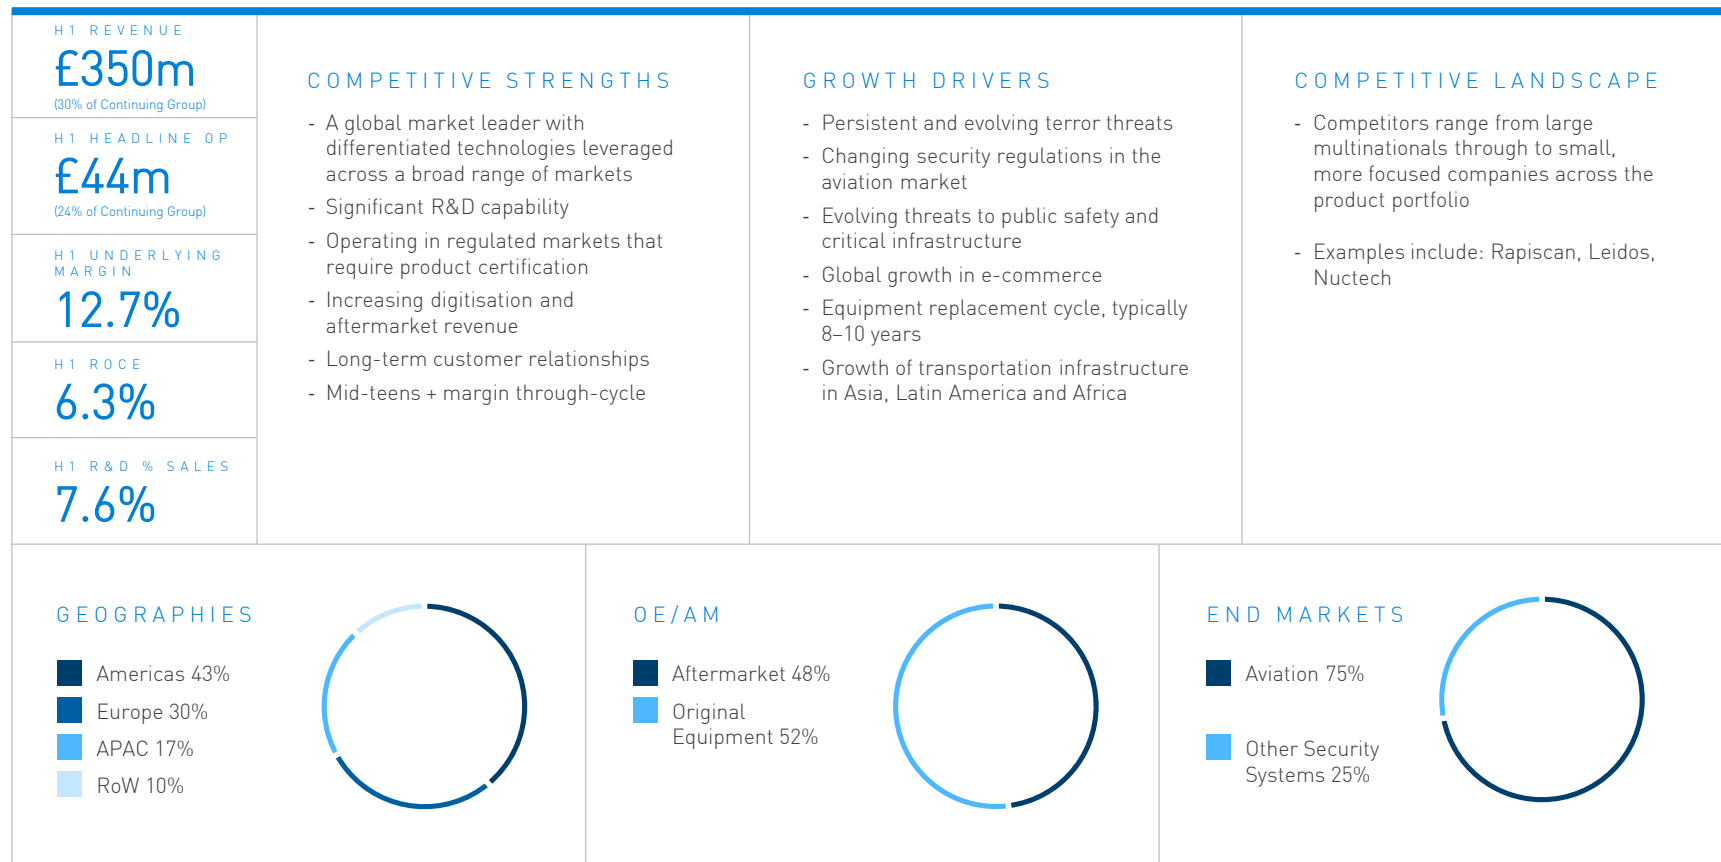 H1 REVENUE
£350m
(30% of Continuing Group)
H1 HEADLINE OP
£44m
(24% of Continuing Group)
H1 UNDERLYING
MARGIN
12.7%
H1 ROCE
6.3%
H1 R&D % SALES
7.6%
COMPETITIVE STRENGTHS
- A global market leader with
differentiated technologies leveraged
across a broad range of markets
- Significant R&D capability
- Operating in regulated markets that
require product certification
- Increasing digitisation and
aftermarket revenue
- Long-term customer relationships
- Mid-teens + margin through-cycle
GROWTH DRIVERS
- Persistent and evolving terror threats
- Changing security regulations in the
aviation market
- Evolving threats to public safety and
critical infrastructure
- Global growth in e-commerce
- Equipment replacement cycle, typically
8–10 years
- Growth of transportation infrastructure
in Asia, Latin America and Africa
COMPETITIVE LANDSCAPE
- Competitors range from large
multinationals through to small,
more focused companies across the
product portfolio
- Examples include: Rapiscan, Leidos,
Nuctech
GEOGRAPHIES
Americas 43%
Europe 30%
APAC 17%
RoW 10%
OE/AM
Aftermarket 48%
Original
Equipment 52%
END MARKETS
Aviation 75%
Other Security
Systems 25%